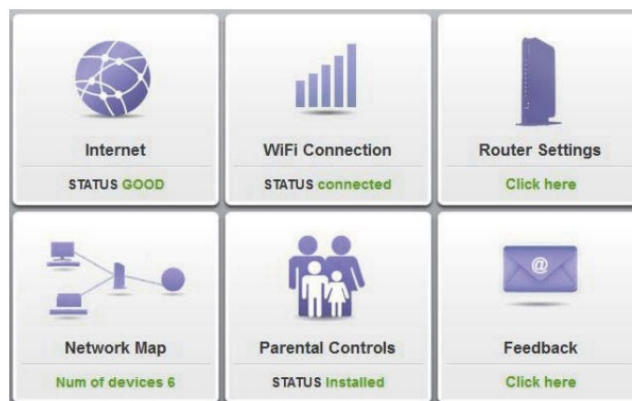 Internet
STATUS GOOD
WiFi Connection
STATUS connected
Router Settings
Click here
Network Map
Num of devices 6
Parental Controls
STATUS Installed
@
Feedback
Click here